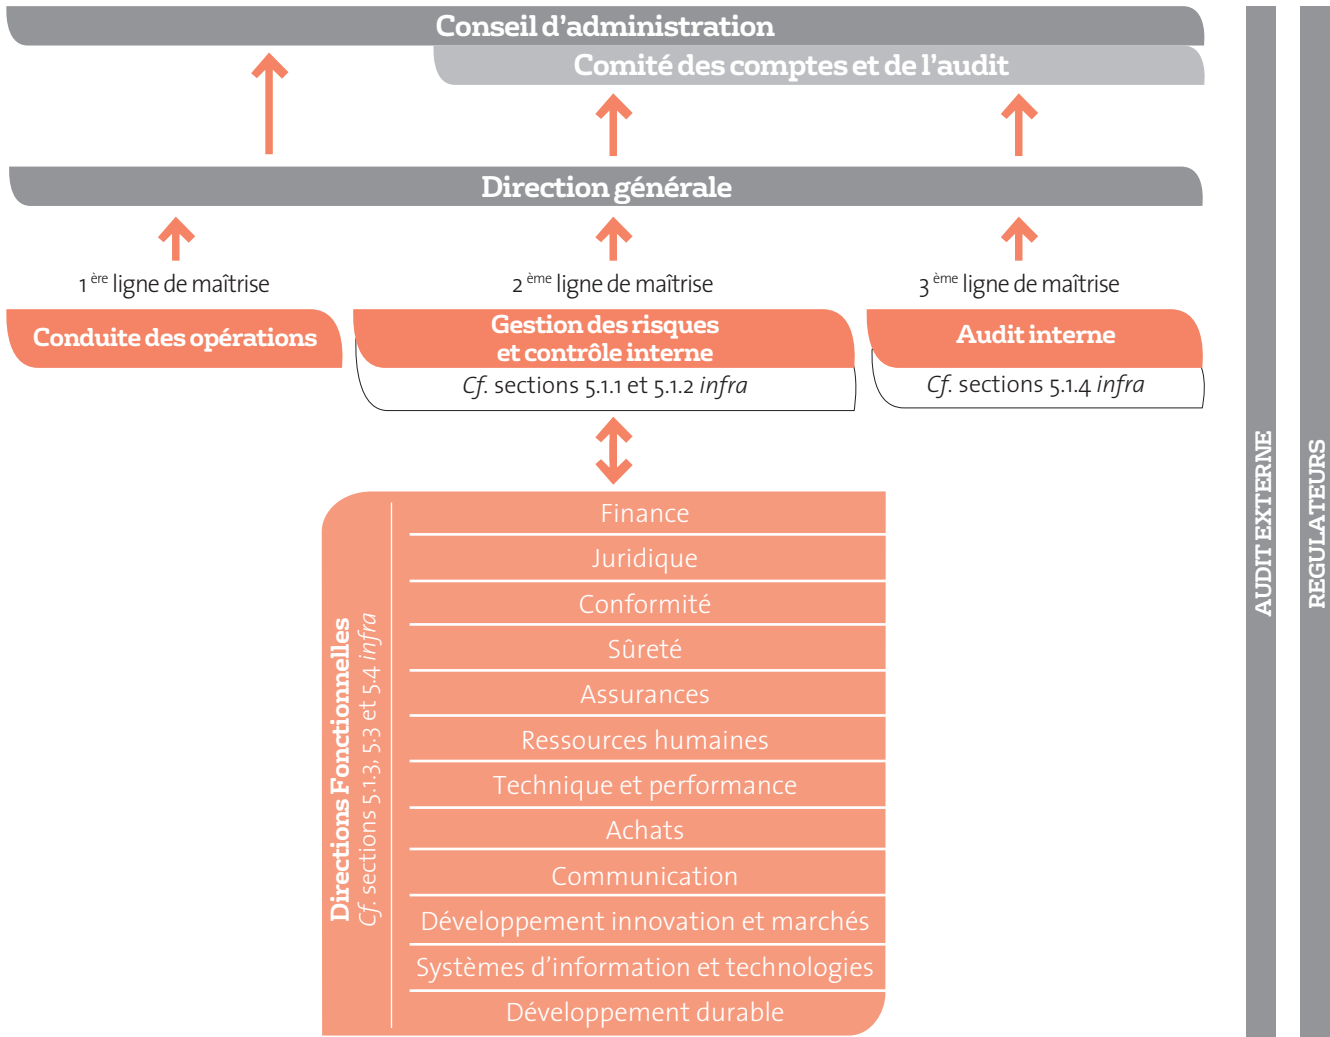 Conseil d’administration
Comité des comptes et de l’audit
Direction générale
1 ère ligne de maîtrise
2 ème ligne de maîtrise
3 ème ligne de maîtrise
Conduite des opérations
Gestion des risques
et contrôle interne
Cf. sections 5.1.1 et 5.1.2 infra
Audit interne
Cf. sections 5.1.4 infra
Directions Fonctionnelles
Cf. sections 5.1.3, 5.3 et 5.4 infra
Finance
Juridique
Conformité
Sûreté
Assurances
Ressources humaines
Technique et performance
Achats
Communication
Développement innovation et marchés
Systèmes d’information et technologies
Développement durable
AUDIT EXTERNE
REGULATEURS